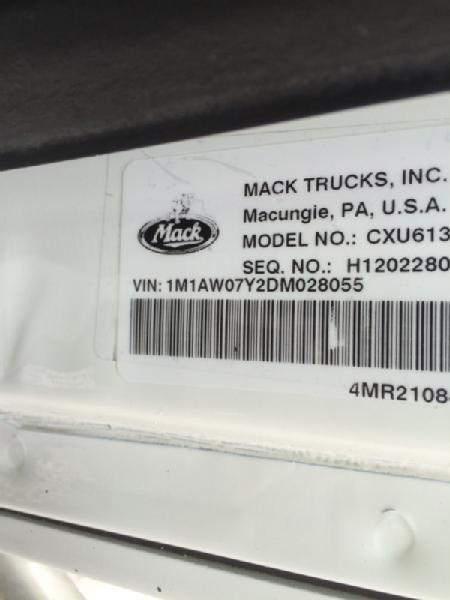 Mack
MACK TRUCKS, INC.
Macungie, PA, U.S.A.
MODEL NO.: CXU613
SEQ. NO.: H1202280
VIN: 1M1AW07Y2DM028055
4MR2108